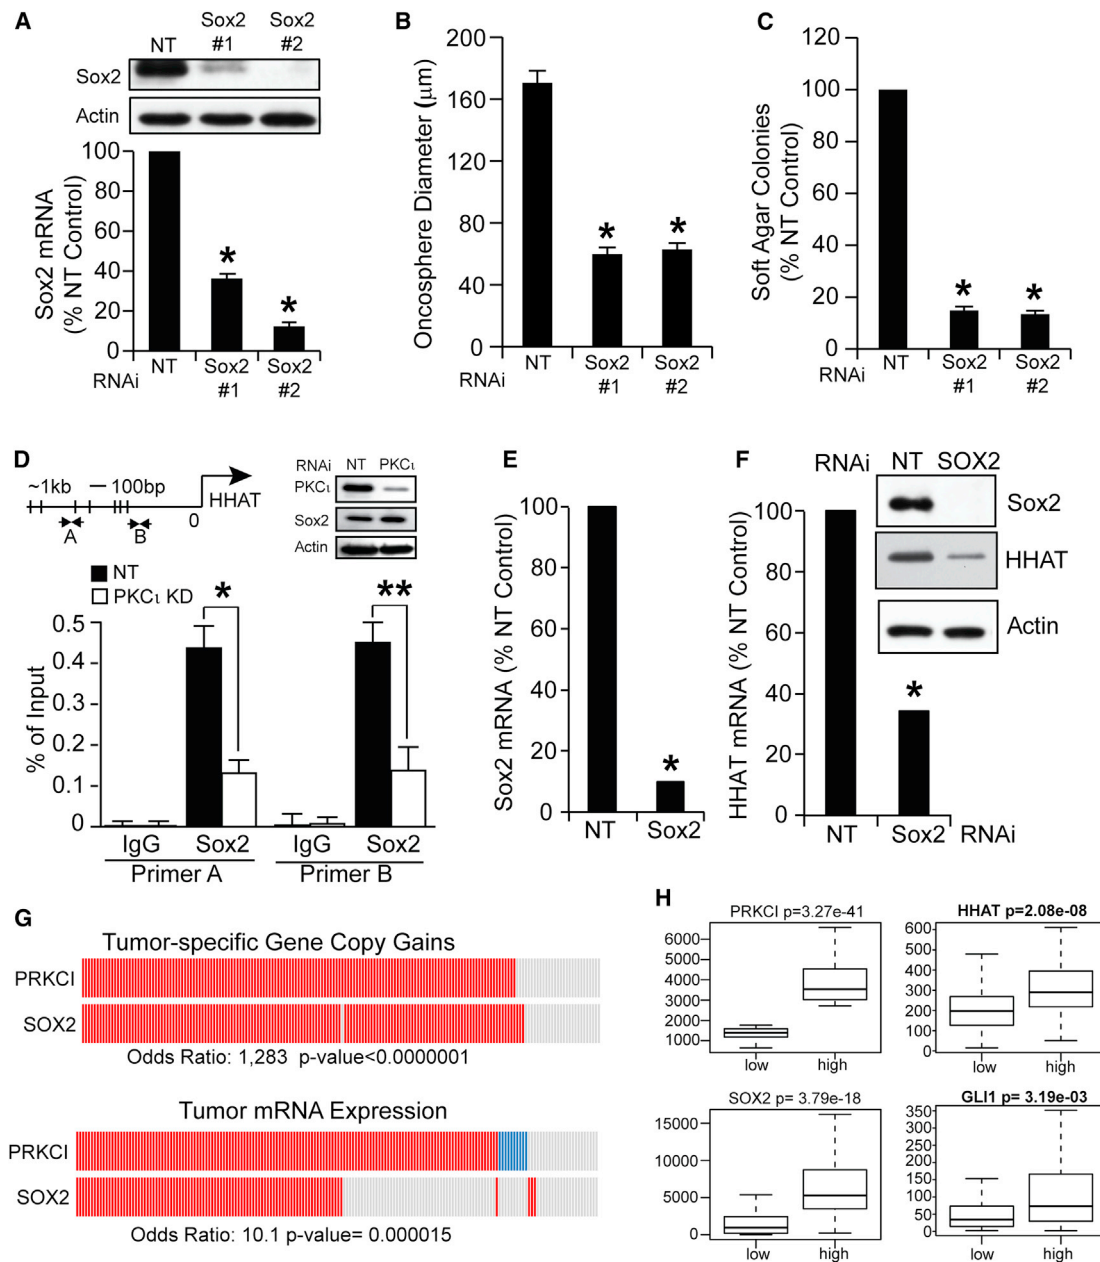 A
NT
Sox2 #1
Sox2 #2
Sox2
Actin
Sox2 mRNA (% NT Control)
100
80
60
40
20
0
RNAi
NT
Sox2 #1
Sox2 #2
*
*
B
Oncosphere Diameter (μm)
200
160
120
80
40
0
NT
Sox2 #1
Sox2 #2
*
*
C
Soft Agar Colonies (% NT Control)
120
100
80
60
40
20
0
RNAi
NT
Sox2 #1
Sox2 #2
*
*
D
~1kb
100bp
HHAT
0
A
B
RNAi NT PKCι
PKCι
Sox2
Actin
NT
PKCι KD
*
**
% of Input
0.5
0.4
0.3
0.2
0.1
0
IgG
Sox2
IgG
Sox2
Primer A
Primer B
E
Sox2 mRNA (% NT Control)
100
80
60
40
20
0
NT
Sox2
*
F
RNAi NT SOX2
Sox2
HHAT
Actin
HHAT mRNA (% NT Control)
100
80
60
40
20
0
*
NT
Sox2
RNAi
G
Tumor-specific Gene Copy Gains
PRKCI
SOX2
Odds Ratio: 1,283 p-value<0.0000001
Tumor mRNA Expression
PRKCI
SOX2
Odds Ratio: 10.1 p-value= 0.000015
H
PRKCI p=3.27e-41
6000
5000
4000
3000
2000
1000
low
high
HHAT p=2.08e-08
600
500
400
300
200
100
0
low
high
SOX2 p= 3.79e-18
15000
10000
5000
0
low
high
GLI1 p= 3.19e-03
350
300
250
200
150
100
50
0
low
high